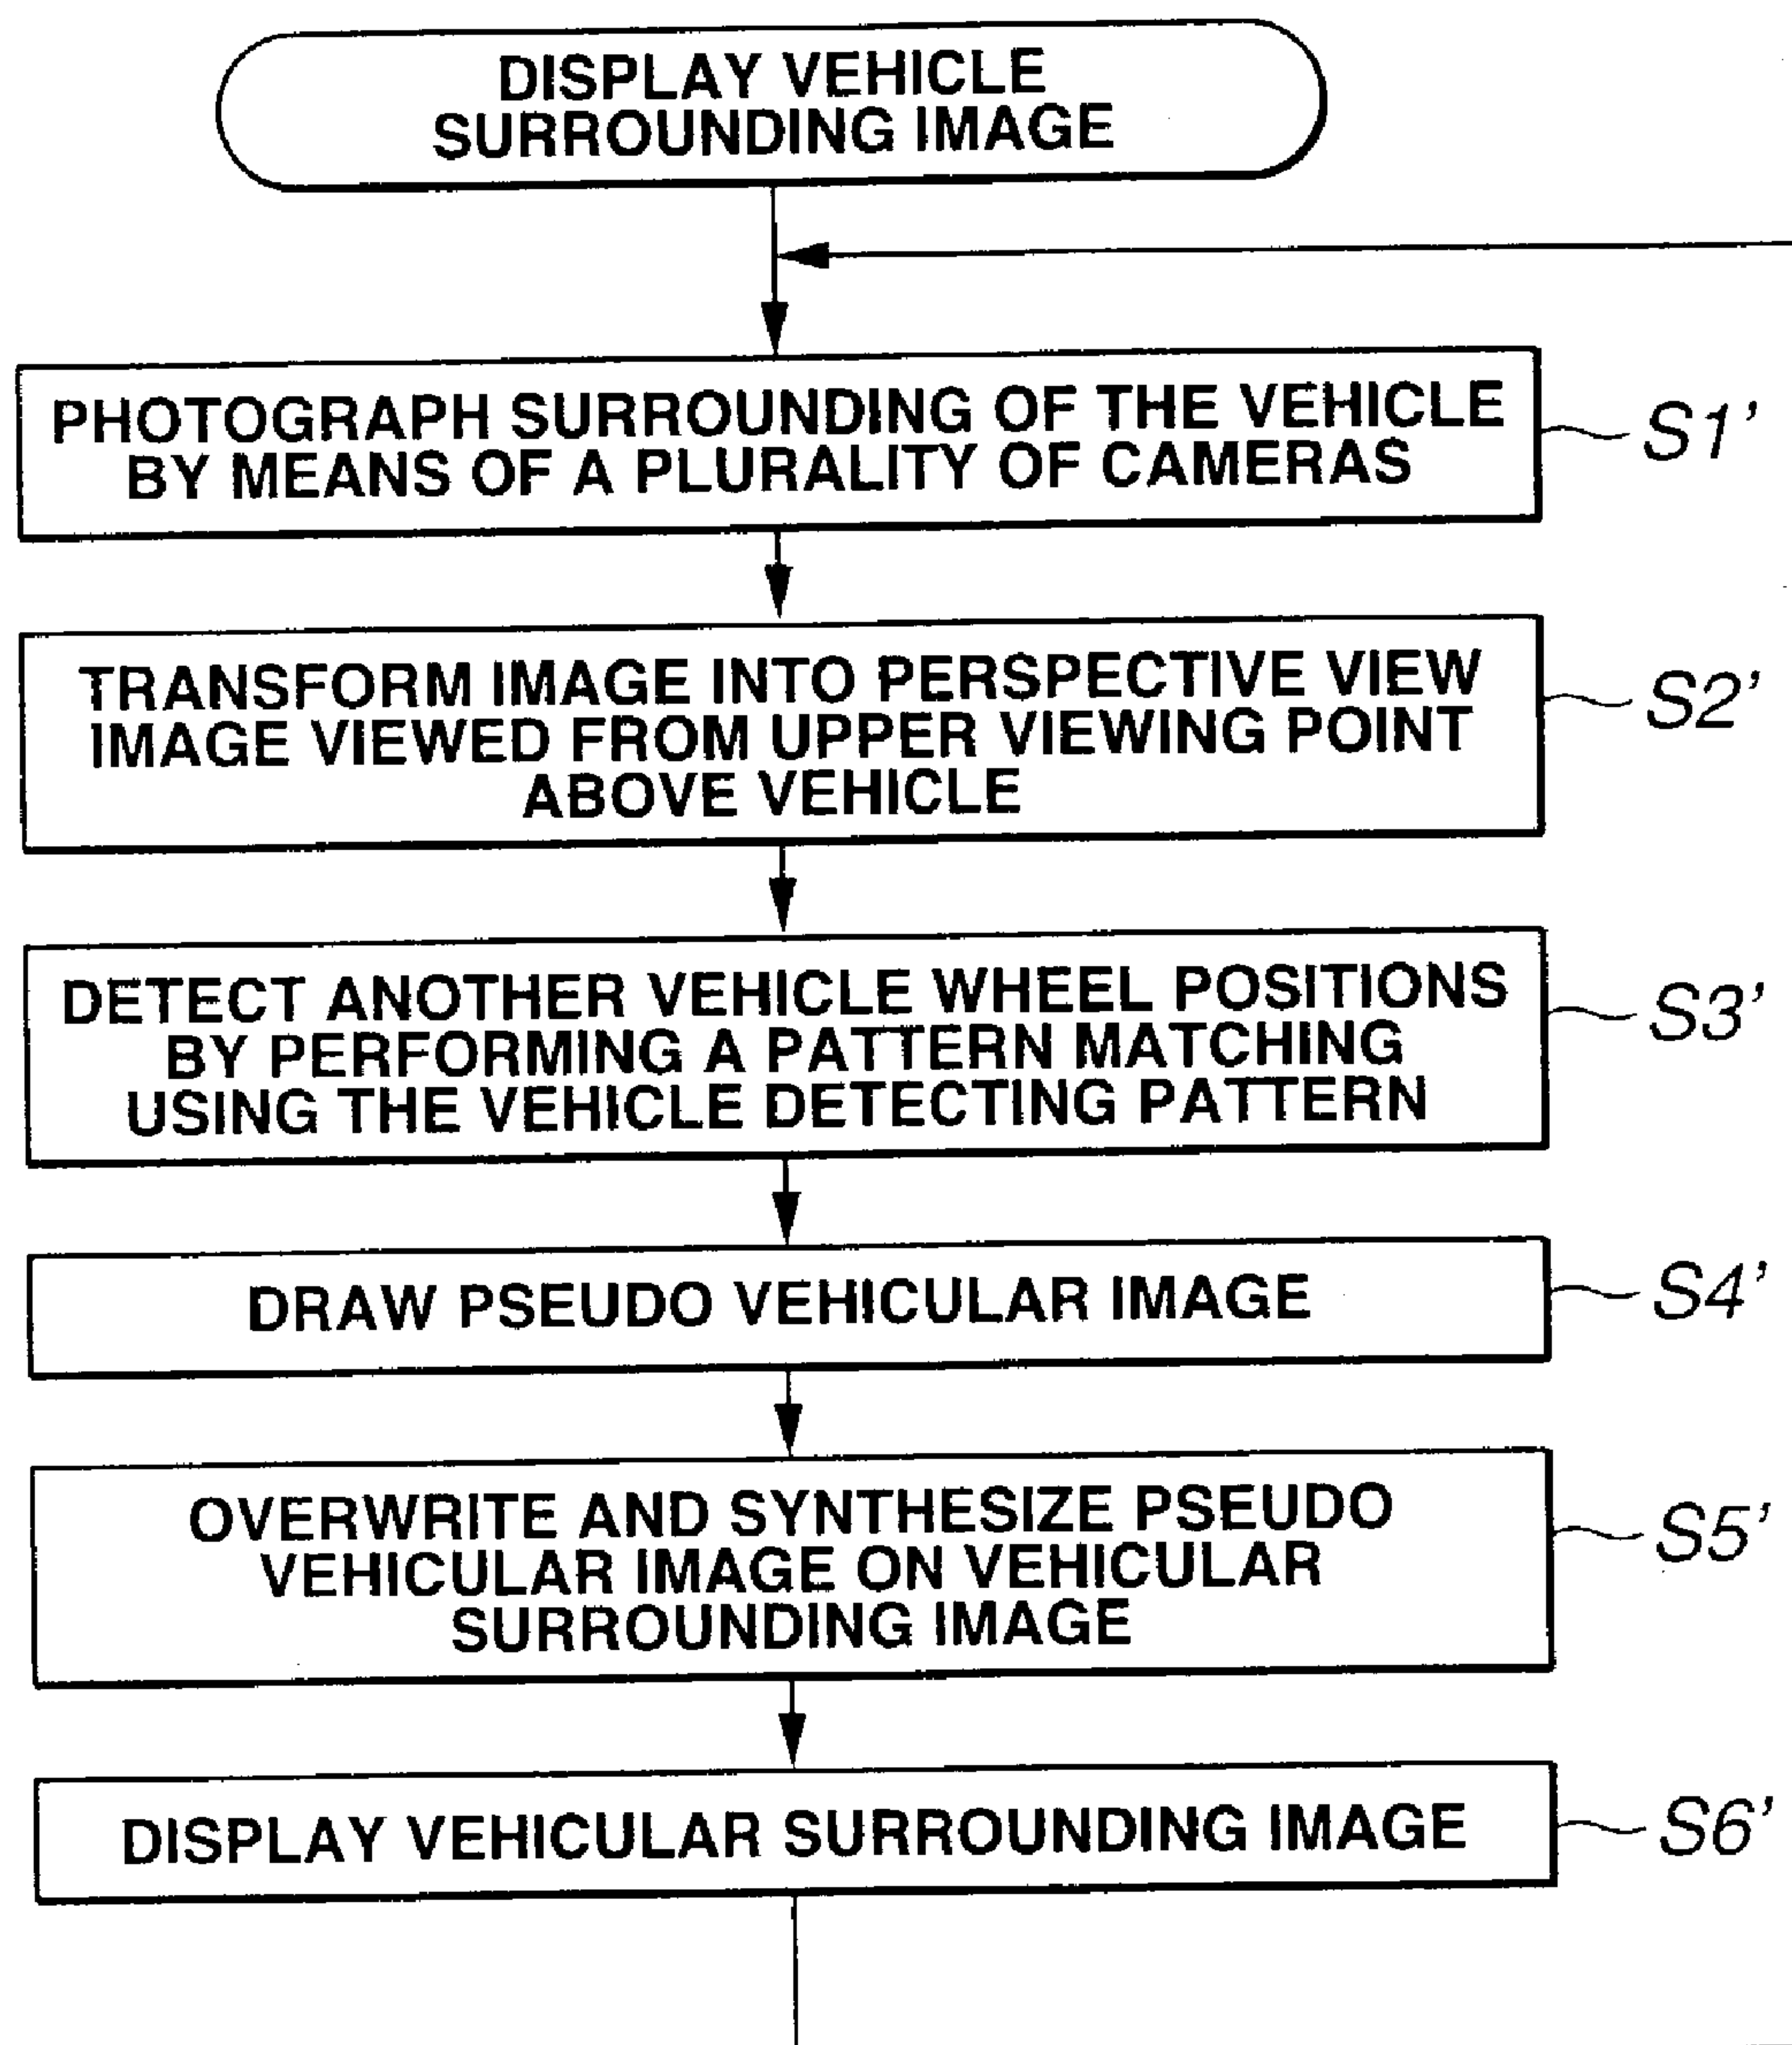 DISPLAY VEHICLE
SURROUNDING IMAGE
PHOTOGRAPH SURROUNDING OF THE VEHICLE
BY MEANS OF A PLURALITY OF CAMERAS
S1'
TRANSFORM IMAGE INTO PERSPECTIVE VIEW
IMAGE VIEWED FROM UPPER VIEWING POINT
ABOVE VEHICLE
S2'
DETECT ANOTHER VEHICLE WHEEL POSITIONS
BY PERFORMING A PATTERN MATCHING
USING THE VEHICLE DETECTING PATTERN
S3'
DRAW PSEUDO VEHICULAR IMAGE
S4'
OVERWRITE AND SYNTHESIZE PSEUDO
VEHICULAR IMAGE ON VEHICULAR
SURROUNDING IMAGE
S5'
DISPLAY VEHICULAR SURROUNDING IMAGE
S6'